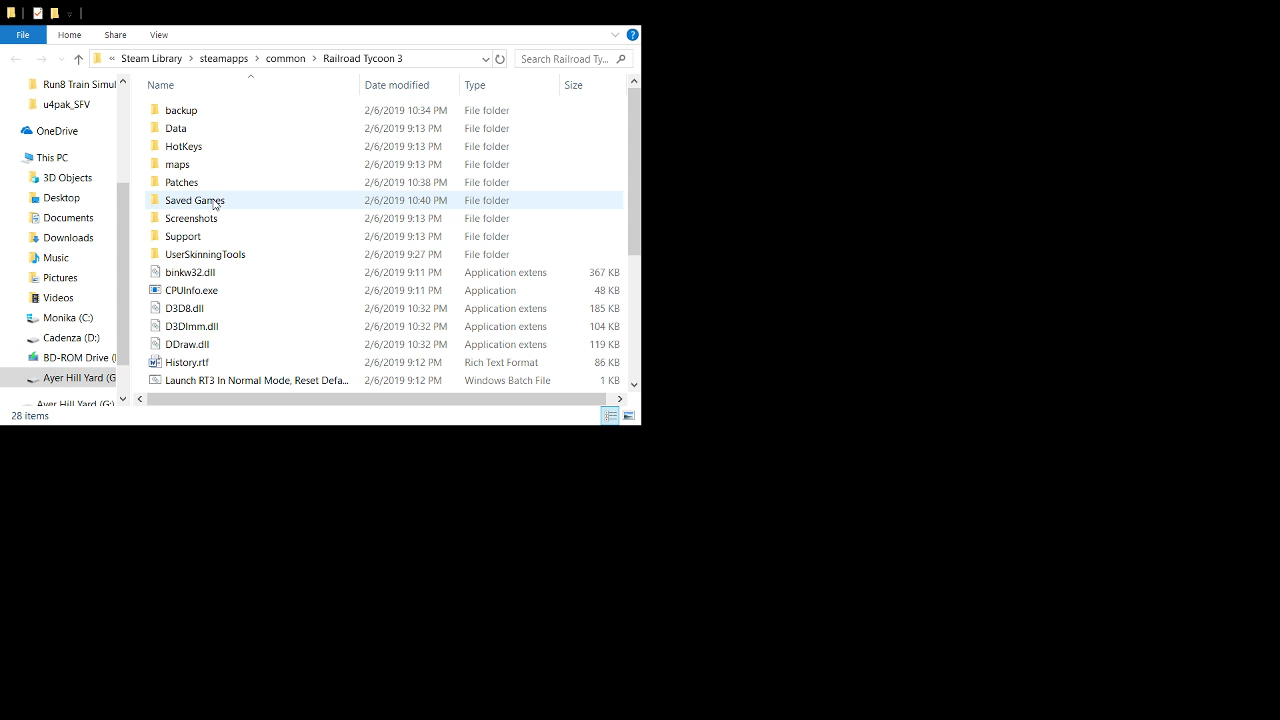 File Home Share View
« Steam Library > steamapps > common > Railroad Tycoon 3 Search Railroad Ty...
Name Date modified Type Size
Run8 Train Simul
u4pak_SFV
OneDrive
This PC
3D Objects
Desktop
Documents
Downloads
Music
Pictures
Videos
Monika (C:)
Cadenza (D:)
BD-ROM Drive (
Ayer Hill Yard (G
Ayer Hill Yard (G:)
backup 2/6/2019 10:34 PM File folder
Data 2/6/2019 9:13 PM File folder
HotKeys 2/6/2019 9:13 PM File folder
maps 2/6/2019 9:13 PM File folder
Patches 2/6/2019 10:38 PM File folder
Saved Games 2/6/2019 10:40 PM File folder
Screenshots 2/6/2019 9:13 PM File folder
Support 2/6/2019 9:13 PM File folder
UserSkinningTools 2/6/2019 9:27 PM File folder
binkw32.dll 2/6/2019 9:11 PM Application extens 367 KB
CPUInfo.exe 2/6/2019 9:11 PM Application 48 KB
D3D8.dll 2/6/2019 10:32 PM Application extens 185 KB
D3DImm.dll 2/6/2019 10:32 PM Application extens 104 KB
DDraw.dll 2/6/2019 10:32 PM Application extens 119 KB
History.rtf 2/6/2019 9:12 PM Rich Text Format 86 KB
Launch RT3 In Normal Mode, Reset Defa... 2/6/2019 9:12 PM Windows Batch File 1 KB
28 items